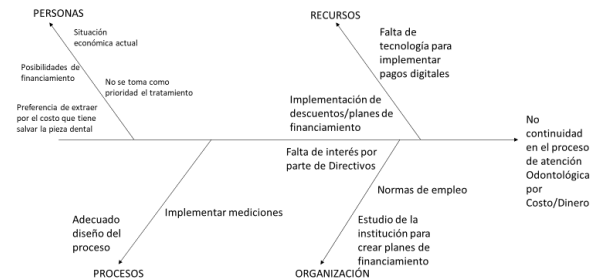 PERSONAS
Situación
económica actual
Posibilidades de
financiamiento
No se toma como
prioridad el tratamiento
Preferencia de extraer
por el costo que tiene
salvar la pieza dental
RECURSOS
Falta de
tecnología para
implementar
pagos digitales
Implementación de
descuentos/planes de
financiamiento
No
continuidad
en el proceso
de atención
Odontológica
por
Costo/Dinero
Adecuado
diseño del
proceso
Implementar mediciones
PROCESOS
Falta de interés por
parte de Directivos
Normas de empleo
Estudio de la
institución para
crear planes de
financiamiento
ORGANIZACIÓN